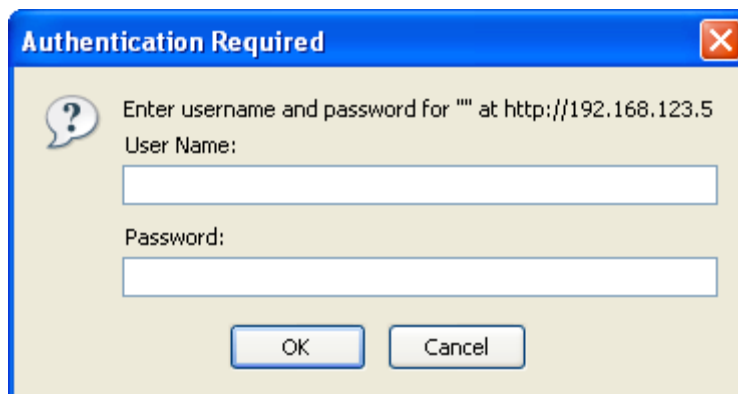 Authentication Required
Enter username and password for "" at http://192.168.123.5
User Name:
Password:
OK
Cancel